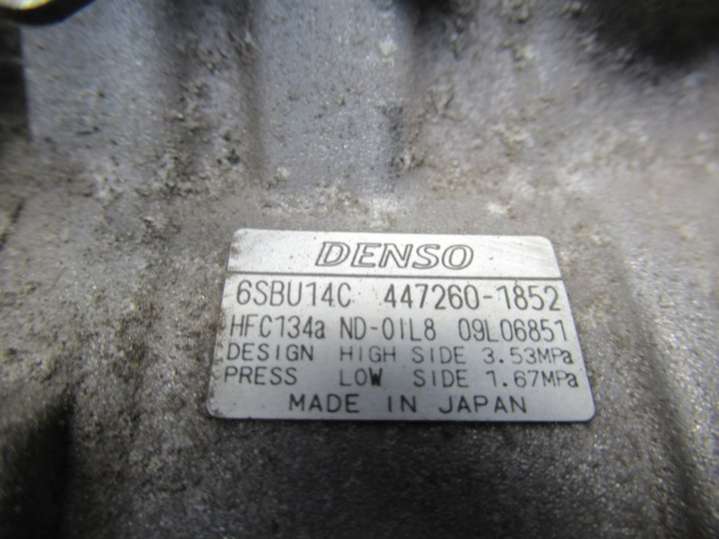 DENSO
6SBU14C 447260-1852
HFC134a ND-OIL8 09L06851
DESIGN HIGH SIDE 3.53MPa
PRESS LOW SIDE 1.67MPa
MADE IN JAPAN